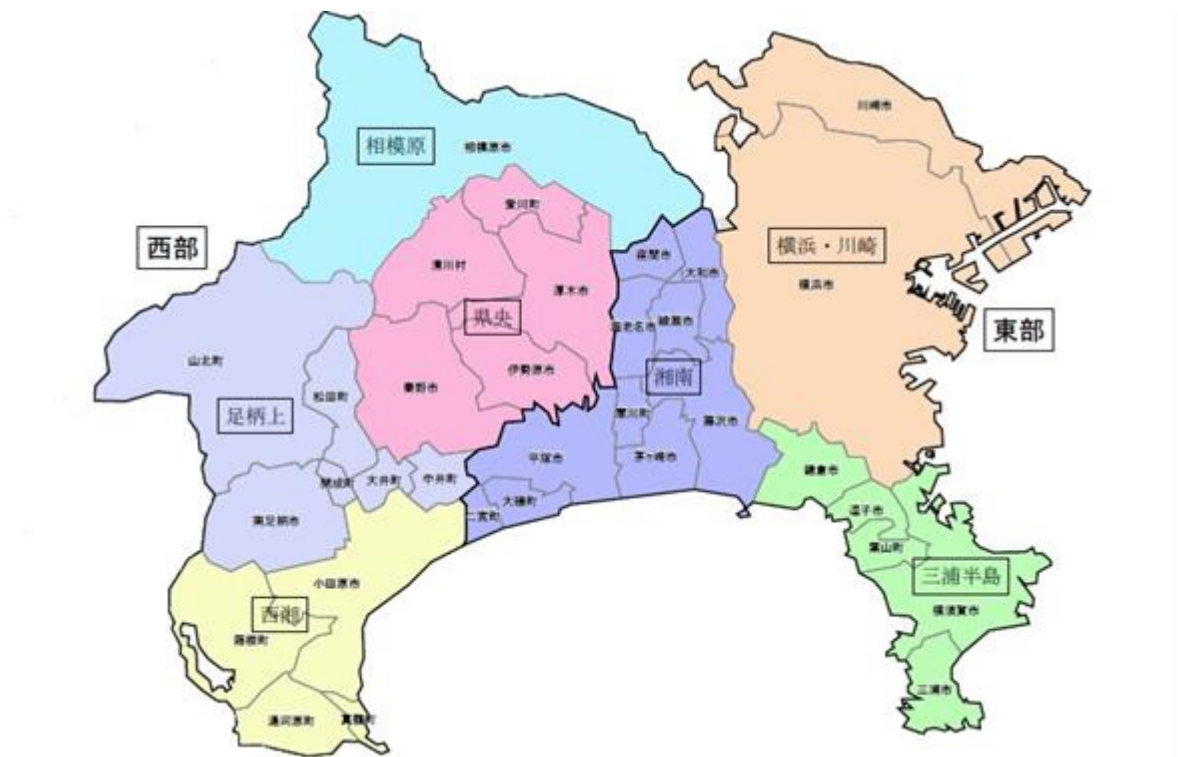 川崎市
相模原
相模原市
愛川町
西部
横浜・川崎
座間市
清川村
大和市
横浜市
厚木市
県央
海老名市
綾瀬市
東部
山北町
伊勢原市
湘南
秦野市
松田町
寒川町
足柄上
藤沢市
平塚市
茅ヶ崎市
鎌倉市
開成町
大井町
中井町
大磯町
二宮町
南足柄市
逗子市
葉山町
小田原市
三浦半島
西湘
横須賀市
箱根町
三浦市
湯河原町
真鶴町